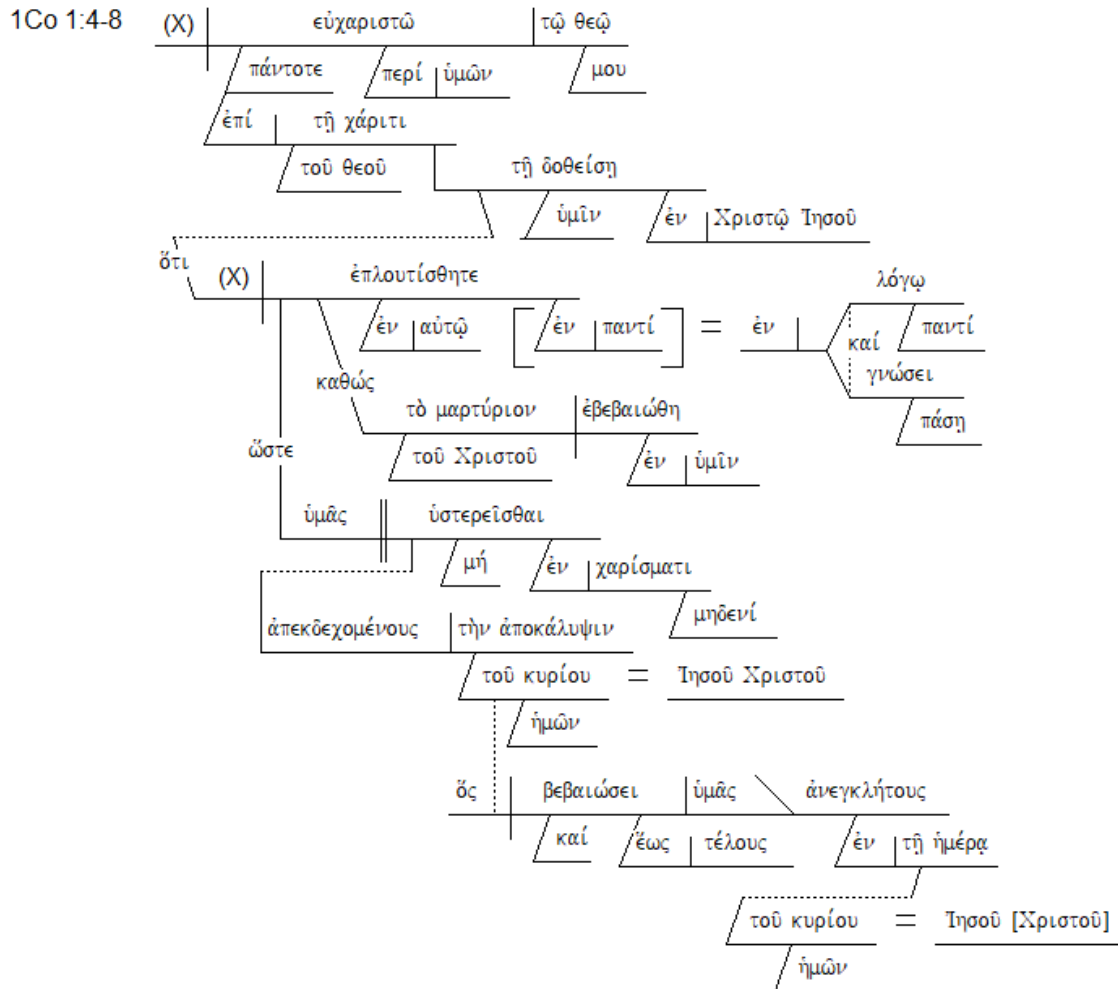 1Co 1:4-8 (X) εὐχαριστῶ τῷ θεῷ
πάντοτε περί ὑμῶν μου
ἐπί τῇ χάριτι
τοῦ θεοῦ τῇ δοθείσῃ
ὑμῖν ἐν Χριστῷ Ἰησοῦ
ὅτι (X) ἐπλουτίσθητε λόγῳ
ἐν αὐτῷ [ ἐν παντί ] = ἐν καί παντί
καθώς γνώσει
τὸ μαρτύριον ἐβεβαιώθη πάσῃ
ὥστε τοῦ Χριστοῦ ἐν ὑμῖν
ὑμᾶς ὑστερεῖσθαι
μή ἐν χαρίσματι
μηδενί
ἀπεκδεχομένους τὴν ἀποκάλυψιν
τοῦ κυρίου = Ἰησοῦ Χριστοῦ
ἡμῶν
ὅς βεβαιώσει ὑμᾶς ἀνεγκλήτους
καί ἕως τέλους ἐν τῇ ἡμέρᾳ
τοῦ κυρίου = Ἰησοῦ [Χριστοῦ]
ἡμῶν